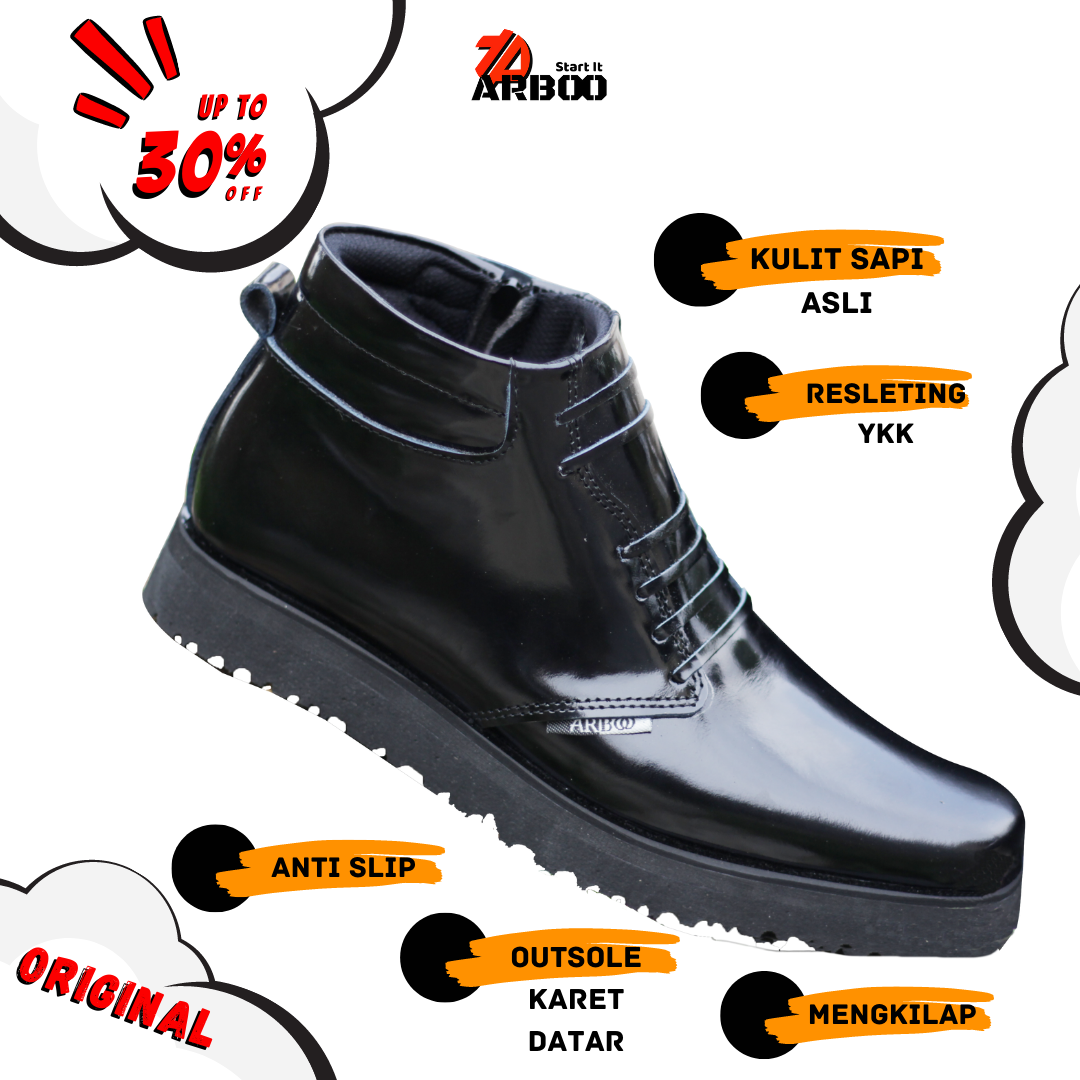 Start It
ARBOO
UP TO
30%
OFF
KULIT SAPI
ASLI
RESLETING
YKK
ARBOO
ANTI SLIP
OUTSOLE
KARET
DATAR
MENGKILAP
ORIGINAL